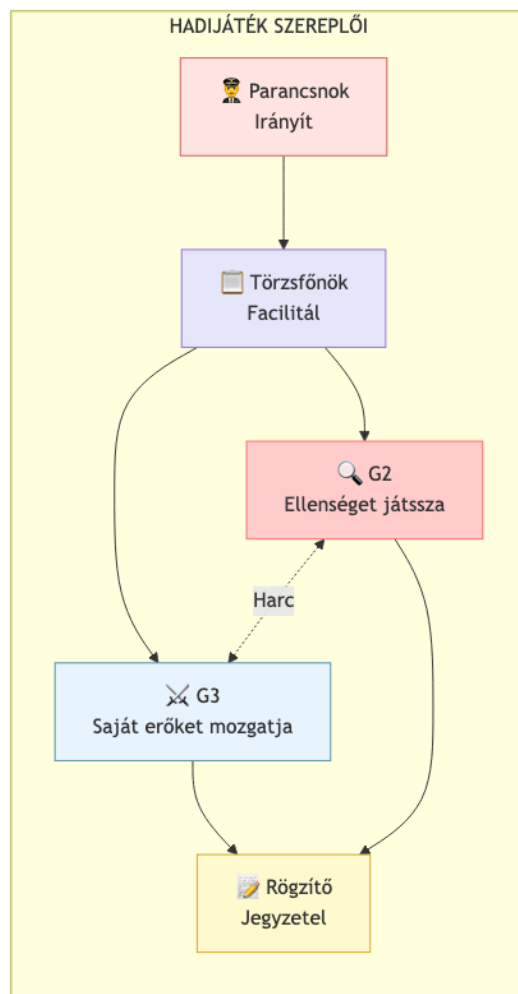 HADIJÁTÉK SZEREPLŐI
Parancsnok
Irányít
Törzsfőnök
Facilitál
G2
Ellenséget játssza
Harc
G3
Saját erőket mozgatja
Rögzítő
Jegyzetel